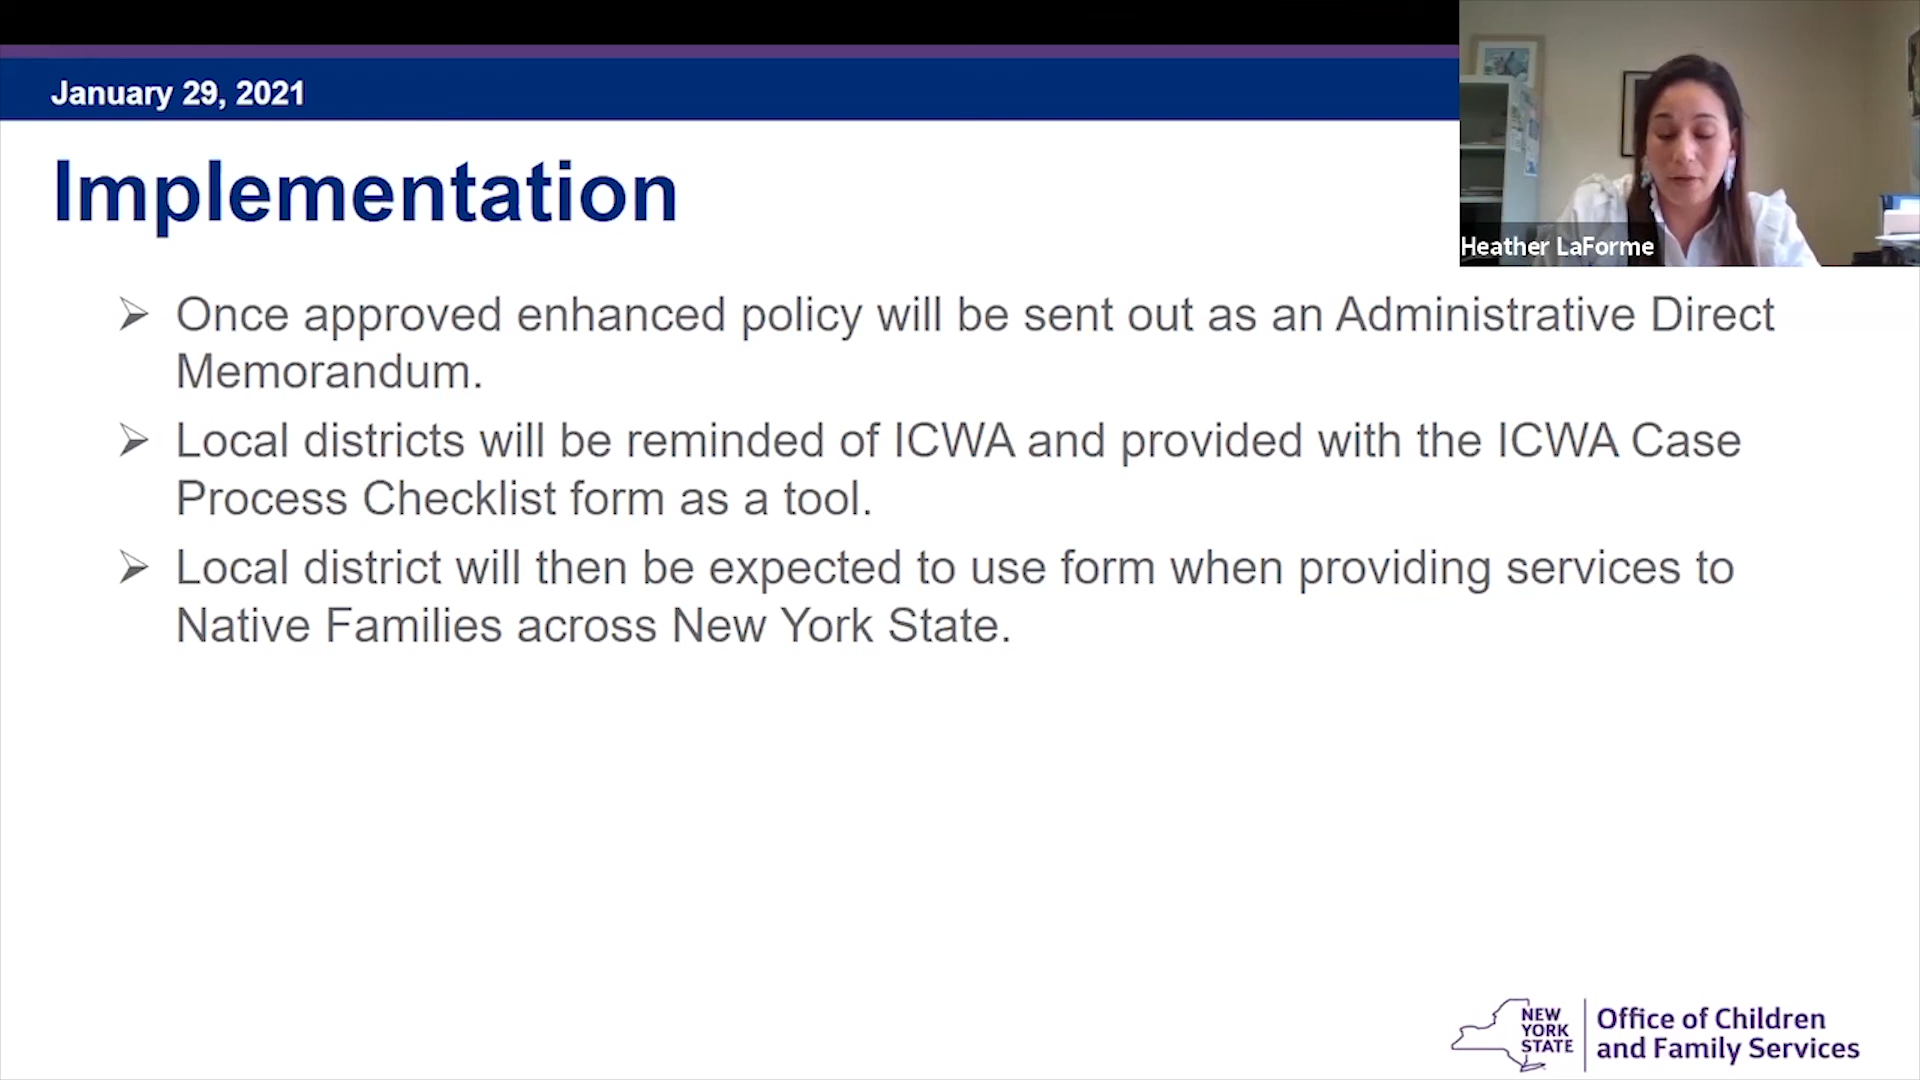 January 29, 2021
Implementation
Heather LaForme
➢ Once approved enhanced policy will be sent out as an Administrative Direct
Memorandum.
➢ Local districts will be reminded of ICWA and provided with the ICWA Case
Process Checklist form as a tool.
➢ Local district will then be expected to use form when providing services to
Native Families across New York State.
NEW
YORK
STATE
Office of Children
and Family Services